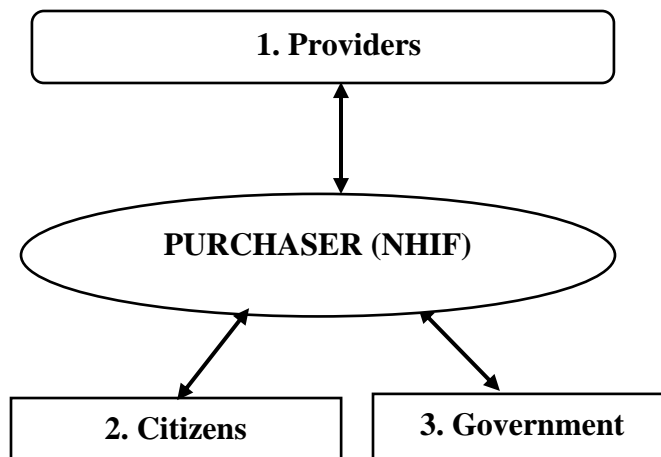 1. Providers
PURCHASER (NHIF)
2. Citizens
3. Government